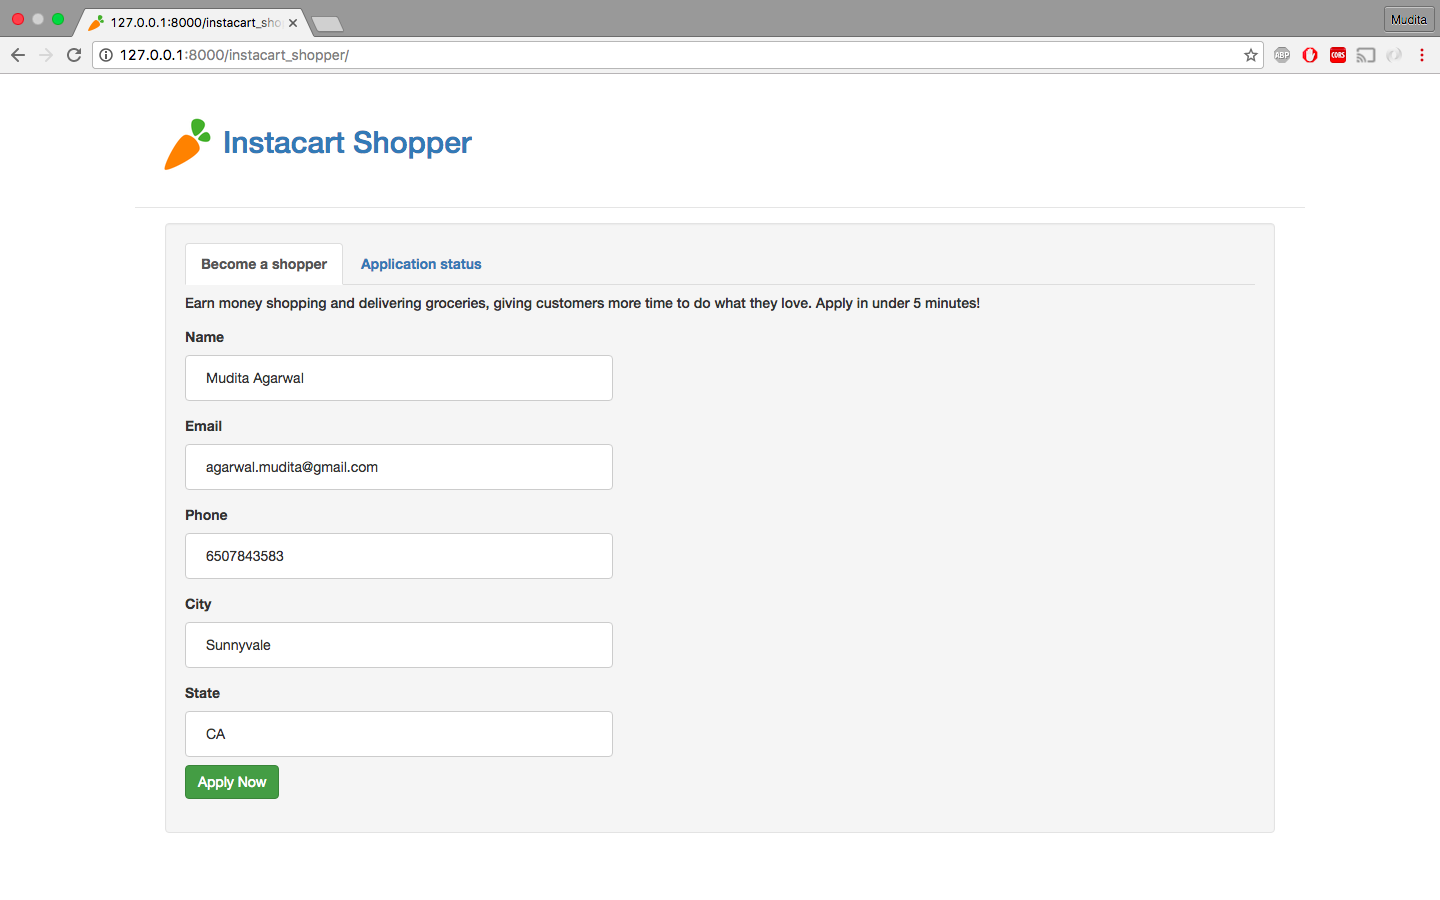 127.0.0.1:8000/instacart_sho
Mudita
127.0.0.1:8000/instacart_shopper/
ABP
CORS
Instacart Shopper
Become a shopper
Application status
Earn money shopping and delivering groceries, giving customers more time to do what they love. Apply in under 5 minutes!
Name
Mudita Agarwal
Email
agarwal.mudita@gmail.com
Phone
6507843583
City
Sunnyvale
State
CA
Apply Now